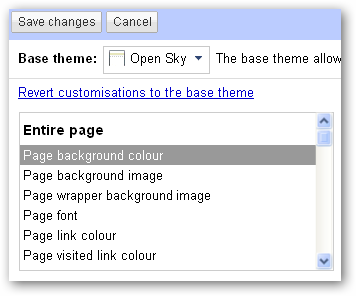 Save changes Cancel
Base theme: Open Sky The base theme allow
Revert customisations to the base theme
Entire page
Page background colour
Page background image
Page wrapper background image
Page font
Page link colour
Page visited link colour